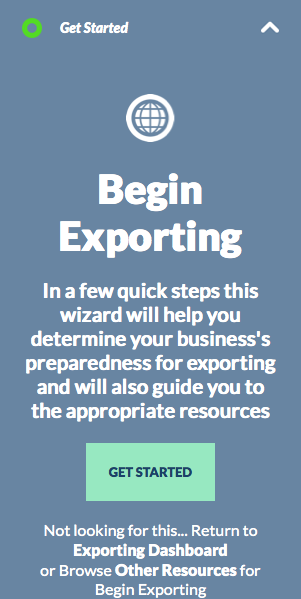 Get Started
Begin
Exporting
In a few quick steps this
wizard will help you
determine your business's
preparedness for exporting
and will also guide you to
the appropriate resources
GET STARTED
Not looking for this... Return to
Exporting Dashboard
or Browse Other Resources for
Begin Exporting